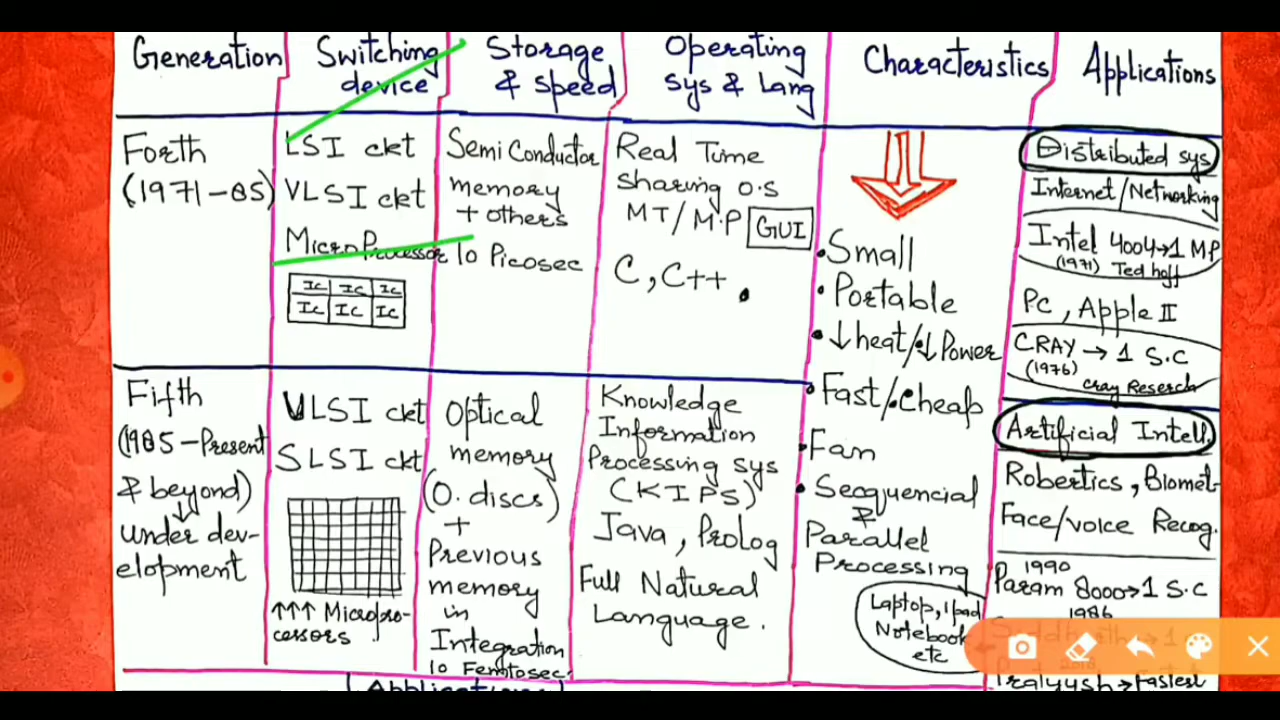 Generation
Switching
device
Storage
& speed
Operating
sys & Lang
Characteristics
Applications
Forth
(1971-85)
LSI ckt
VLSI ckt
MicroProcessor
Ic Ic Ic
Ic Ic Ic
SemiConductor
memory
+ others
10 Picosec
Real Time
sharing O.S
MT/M.P
GUI
C, C++
Small
Portable
↓heat/↓Power
Fast/Cheap
Fan
Sequencial
&
Parallel
Processing
Laptop, Ipad
Notebook
etc
Distributed sys
Internet/Networking
Intel 4004→1 MP
(1971) Ted hoff
PC, Apple II
CRAY → 1 S.C
(1976)
Cray Reserch
Fifth
(1985-Present
& beyond)
under dev-
elopment
VLSI ckt
SLSI ckt
↑↑↑ Micropro-
cessors
Optical
memory
(O. discs)
+
Previous
memory
in
Integration
10 Femtosec
Knowledge
Information
Processing sys
(KIPS)
Java, Prolog
Full Natural
Language.
Artificial Intell
Robertics, Biomet-
Face/voice Recog.
1990
Param 8000→1 S.C
1986
Pratyush→Fastest
Applications